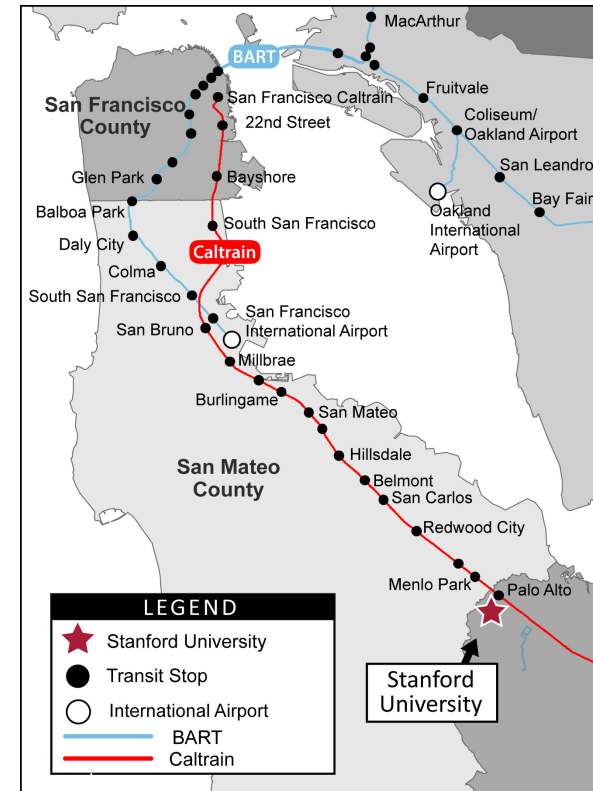 MacArthur
BART
Fruitvale
San Francisco
County
San Francisco Caltrain
22nd Street
Coliseum/
Oakland Airport
San Leandro
Glen Park
Bayshore
Bay Fair
Balboa Park
Oakland
International
Airport
South San Francisco
Daly City
Caltrain
Colma
South San Francisco
San Francisco
International Airport
San Bruno
Millbrae
Burlingame
San Mateo
Hillsdale
San Mateo
County
Belmont
San Carlos
Redwood City
Menlo Park
Palo Alto
LEGEND
Stanford University
Transit Stop
International Airport
BART
Caltrain
Stanford
University